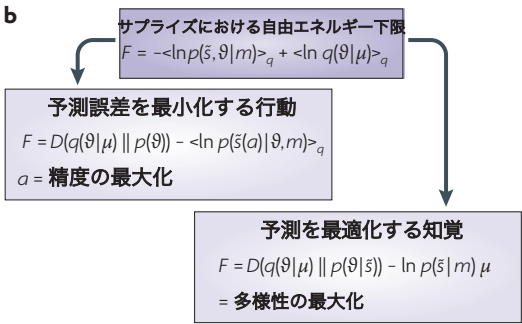 b
サプライズにおける自由エネルギー下限
F = −<ln p(s̃,ϑ|m)>q + <ln q(ϑ|μ)>q
予測誤差を最小化する行動
F = D(q(ϑ|μ) || p(ϑ)) − <ln p(s̃(a)|ϑ,m)>q
a = 精度の最大化
予測を最適化する知覚
F = D(q(ϑ|μ) || p(ϑ|s̃)) − ln p(s̃|m) μ
= 多様性の最大化